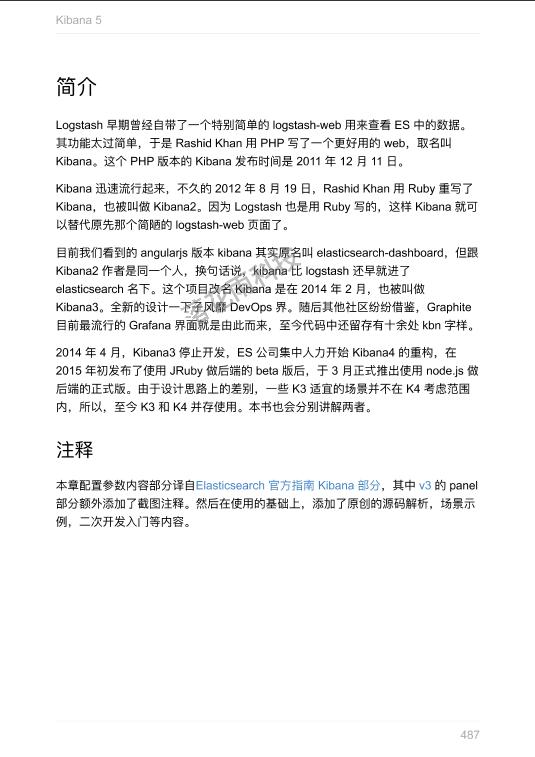 Kibana 5
简介
Logstash 早期曾经自带了一个特别简单的 logstash-web 用来查看 ES 中的数据。
其功能太过简单，于是 Rashid Khan 用 PHP 写了一个更好用的 web，取名叫
Kibana。这个 PHP 版本的 Kibana 发布时间是 2011 年 12 月 11 日。
Kibana 迅速流行起来，不久的 2012 年 8 月 19 日，Rashid Khan 用 Ruby 重写了
Kibana，也被叫做 Kibana2。因为 Logstash 也是用 Ruby 写的，这样 Kibana 就可
以替代原先那个简陋的 logstash-web 页面了。
目前我们看到的 angularjs 版本 kibana 其实原名叫 elasticsearch-dashboard，但跟
Kibana2 作者是同一个人，换句话说，kibana 比 logstash 还早就进了
elasticsearch 名下。这个项目改名 Kibana 是在 2014 年 2 月，也被叫做
Kibana3。全新的设计一下子风靡 DevOps 界。随后其他社区纷纷借鉴，Graphite
目前最流行的 Grafana 界面就是由此而来，至今代码中还留存有十余处 kbn 字样。
2014 年 4 月，Kibana3 停止开发，ES 公司集中人力开始 Kibana4 的重构，在
2015 年初发布了使用 JRuby 做后端的 beta 版后，于 3 月正式推出使用 node.js 做
后端的正式版。由于设计思路上的差别，一些 K3 适宜的场景并不在 K4 考虑范围
内，所以，至今 K3 和 K4 并存使用。本书也会分别讲解两者。
注释
本章配置参数内容部分译自Elasticsearch 官方指南 Kibana 部分，其中 v3 的 panel
部分额外添加了截图注释。然后在使用的基础上，添加了原创的源码解析，场景示
例，二次开发入门等内容。
487